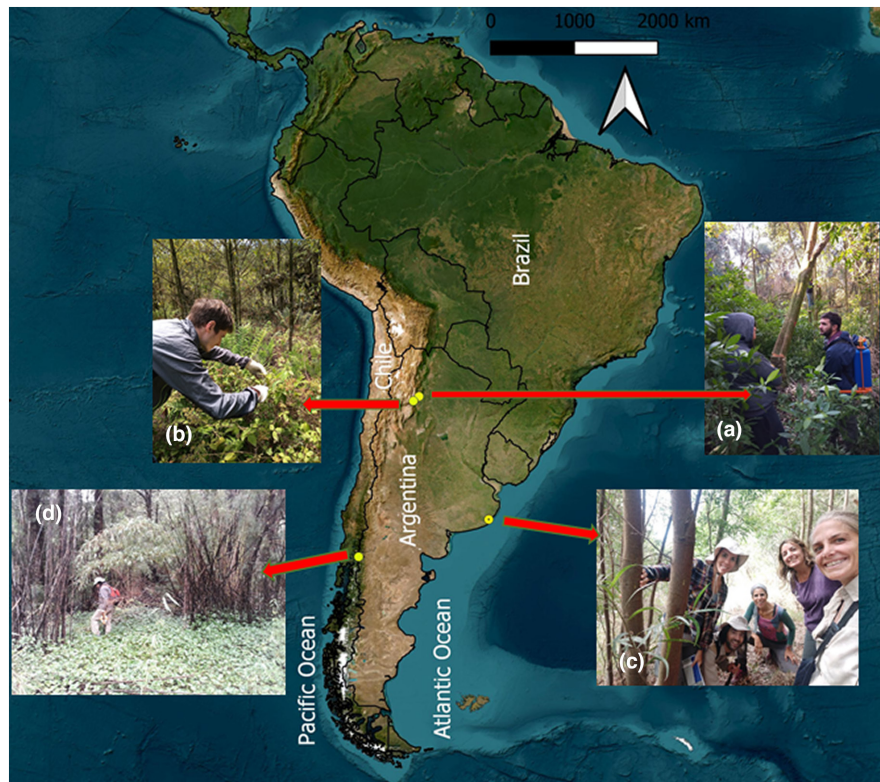 0 1000 2000 km
Brazil
Chile
(b)
(a)
Argentina
(d)
(c)
Pacific Ocean
Atlantic Ocean